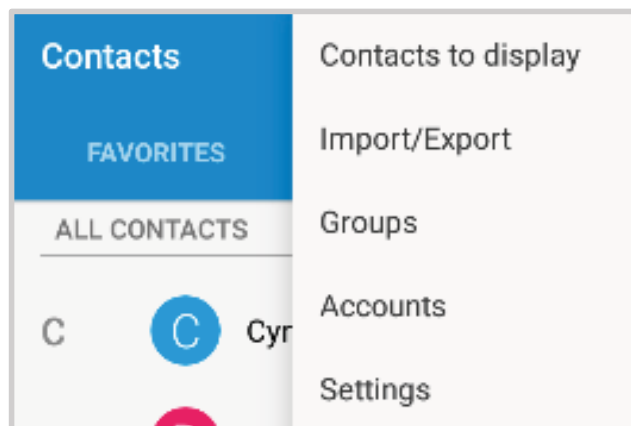 Contacts
FAVORITES
ALL CONTACTS
C
C
Contacts to display
Import/Export
Groups
Accounts
Settings